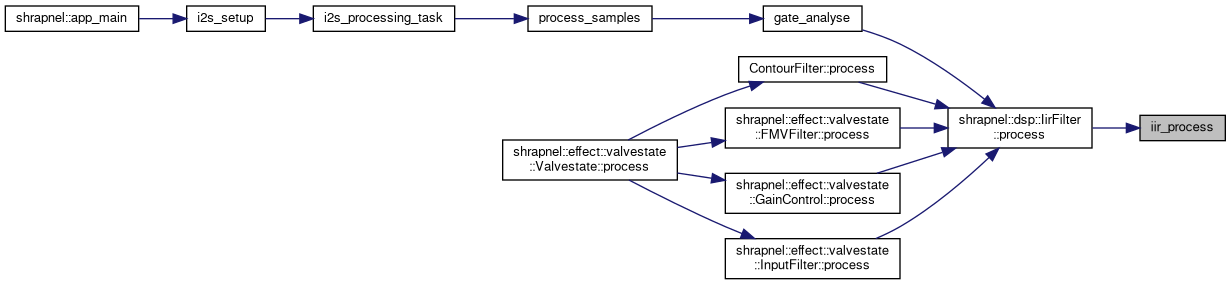 shrapnel::app_main
i2s_setup
i2s_processing_task
process_samples
gate_analyse
ContourFilter::process
shrapnel::effect::valvestate
::FMVFilter::process
shrapnel::dsp::IirFilter
::process
iir_process
shrapnel::effect::valvestate
::Valvestate::process
shrapnel::effect::valvestate
::GainControl::process
shrapnel::effect::valvestate
::InputFilter::process